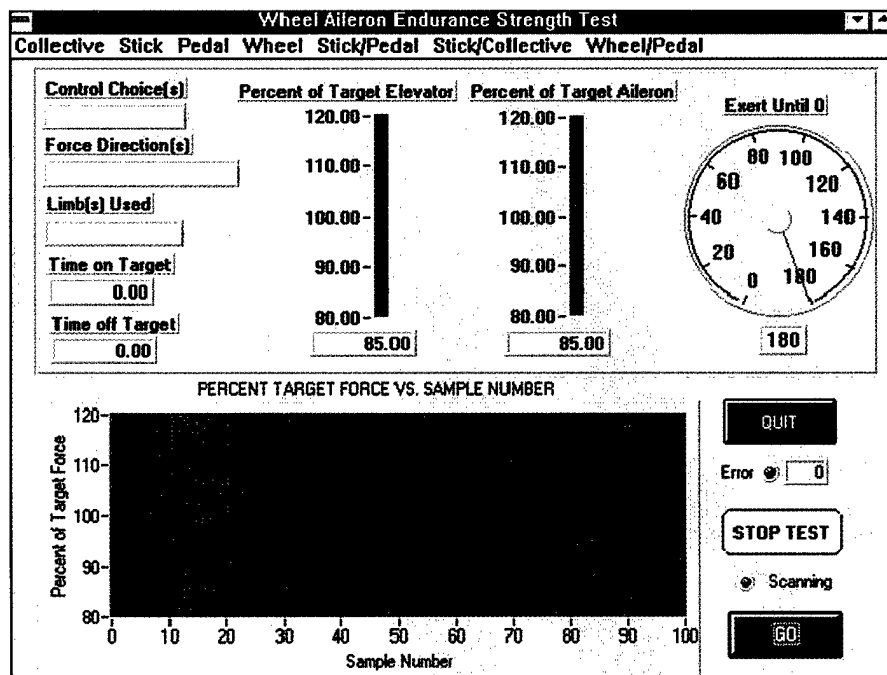 Wheel Aileron Endurance Strength Test
Collective Stick Pedal Wheel Stick/Pedal Stick/Collective Wheel/Pedal
Control Choice(s)
Force Direction(s)
Limb(s) Used
Time on Target
0.00
Time off Target
0.00
Percent of Target Elevator
120.00
110.00
100.00
90.00
80.00
85.00
Percent of Target Aileron
120.00
110.00
100.00
90.00
80.00
85.00
Exert Until 0
0
20
40
60
80
100
120
140
160
180
180
PERCENT TARGET FORCE VS. SAMPLE NUMBER
Percent of Target Force
120
110
100
90
80
0 10 20 30 40 50 60 70 80 90 100
Sample Number
QUIT
Error 0
STOP TEST
Scanning
GO